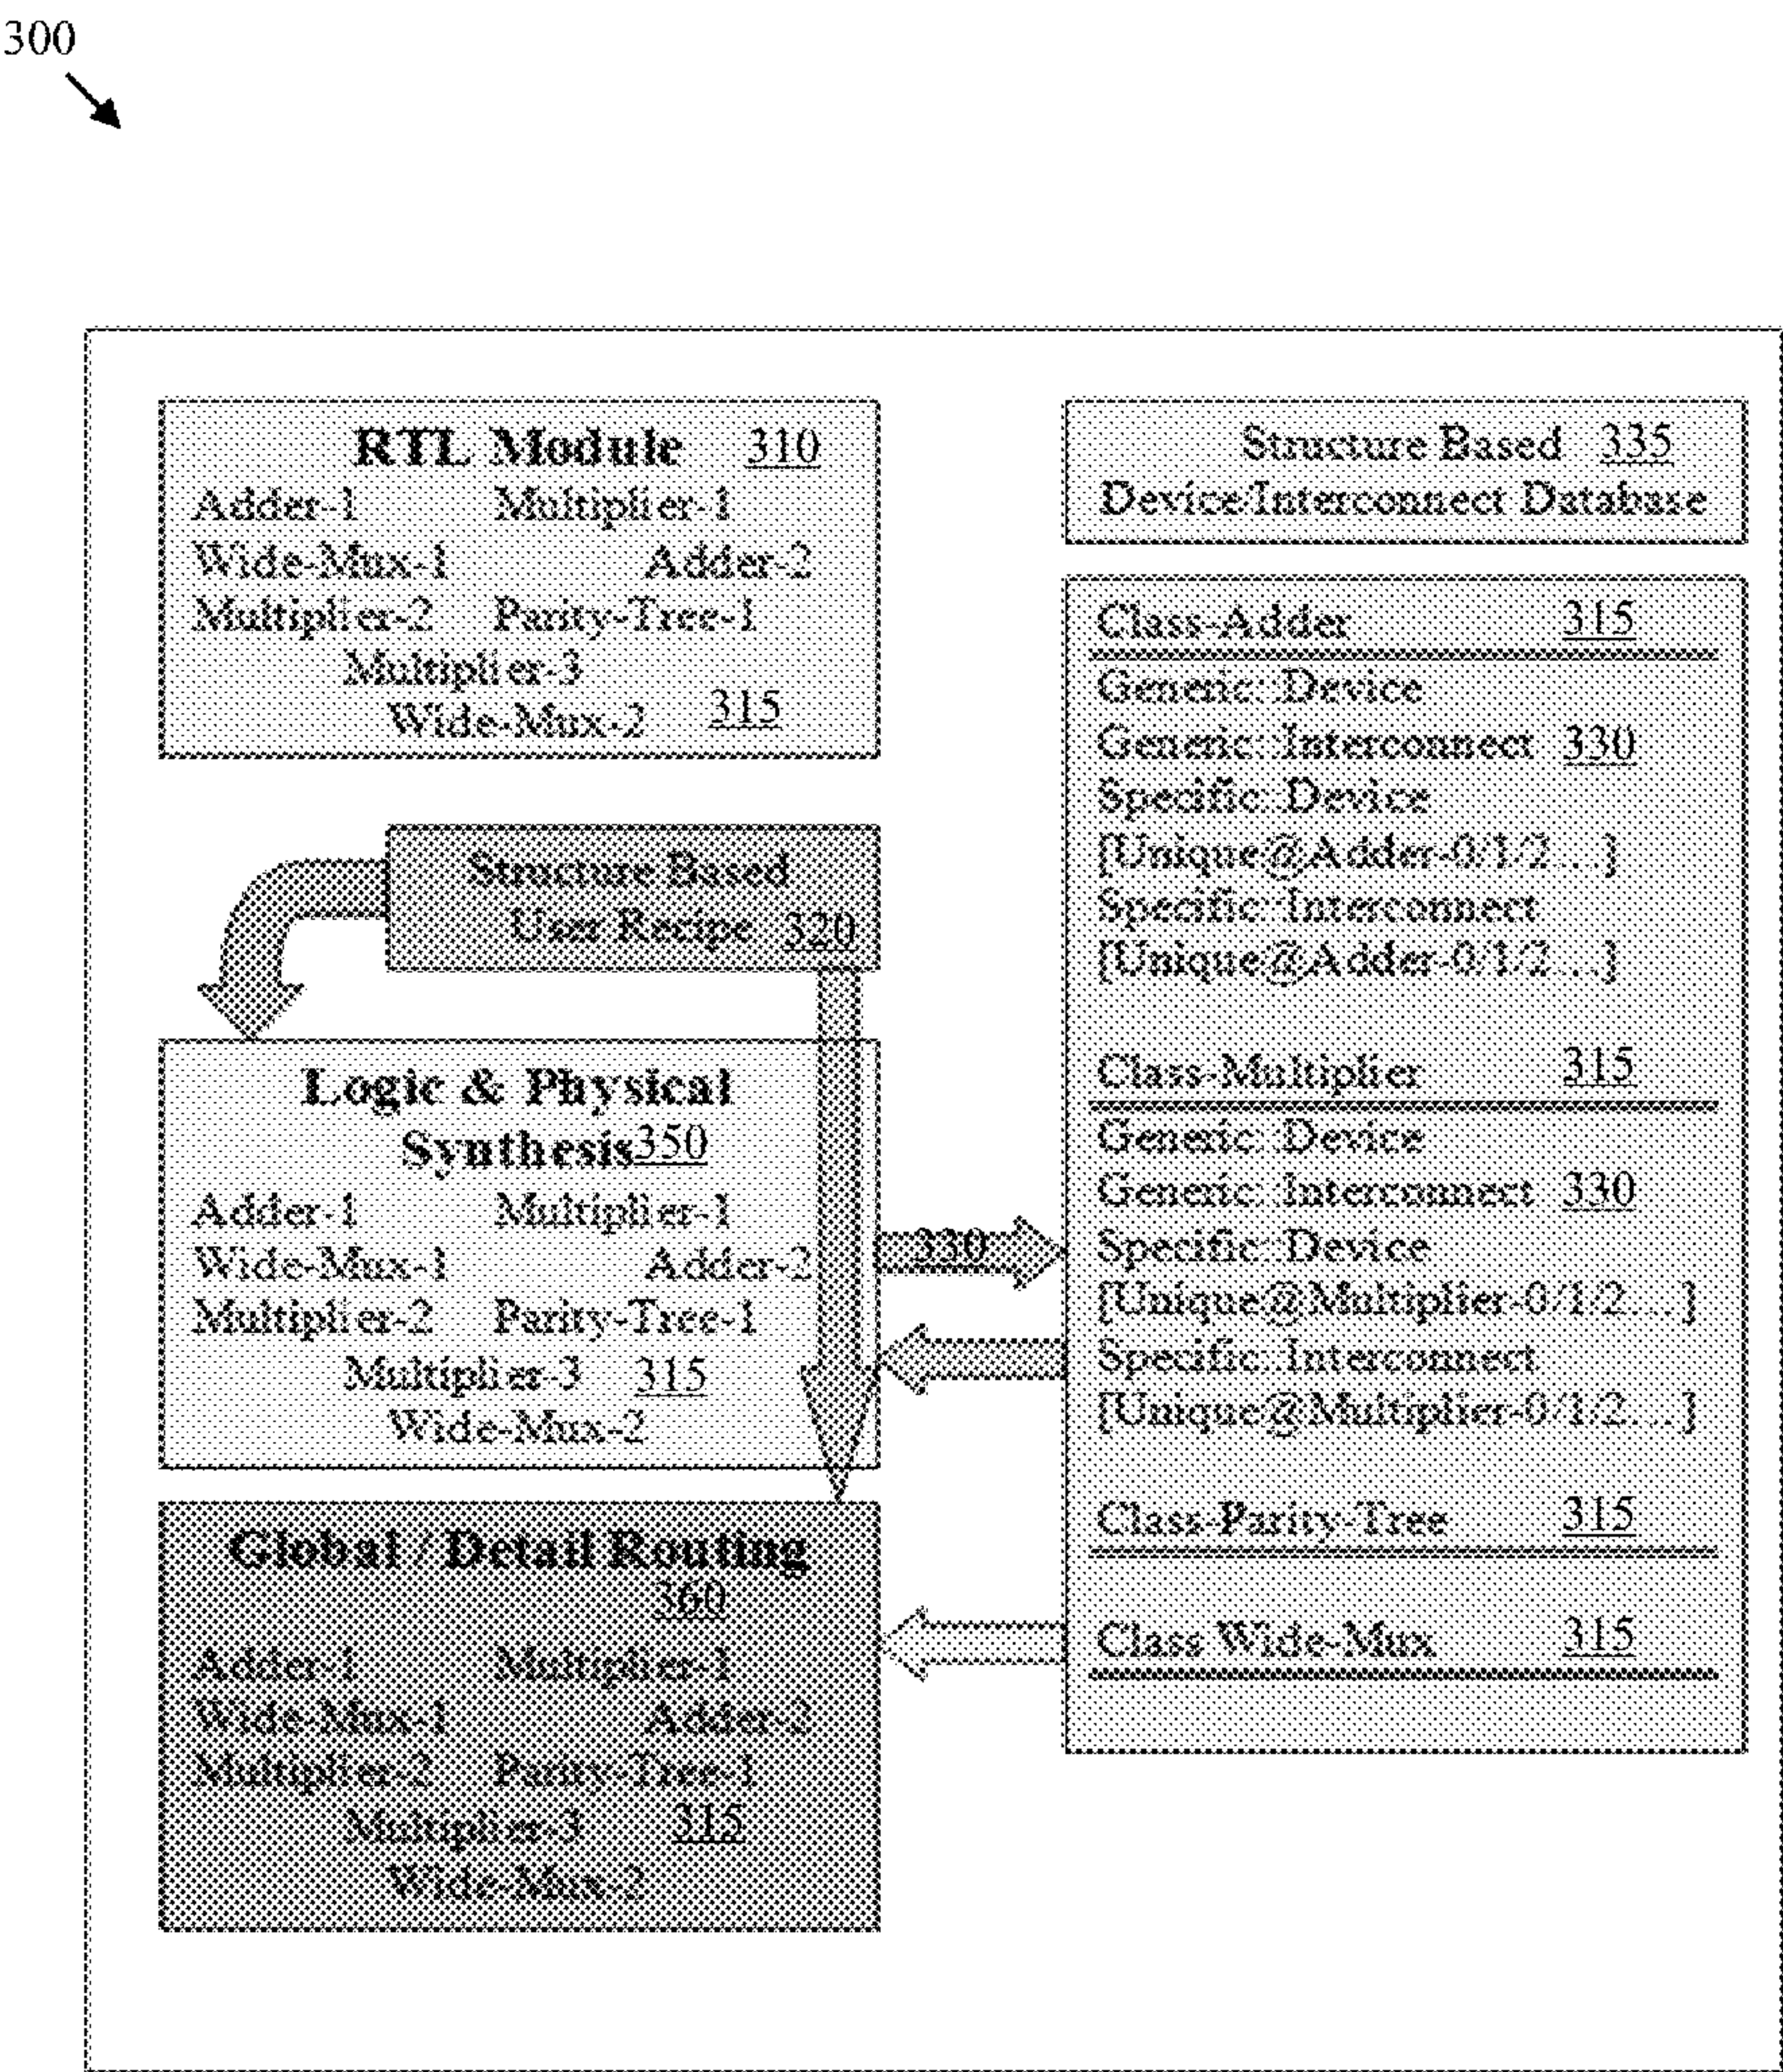 300
RTL Module 310
Adder-1 Multiplier-1
Wide-Mux-1 Adder-2
Multiplier-2 Parity-Tree-1
Multiplier-3
Wide-Mux-2 315
Structure Based
User Recipe 320
Logic & Physical
Synthesis 350
Adder-1 Multiplier-1
Wide-Mux-1 Adder-2
Multiplier-2 Parity-Tree-1
Multiplier-3 315
Wide-Mux-2
Global / Detail Routing
360
Adder-1 Multiplier-1
Wide-Mux-1 Adder-2
Multiplier-2 Parity-Tree-1
Multiplier-3 315
Wide-Mux-2
330
Structure Based 335
Device/Interconnect Database
Class-Adder 315
Generic: Device
Generic: Interconnect 330
Specific: Device
[Unique@Adder-0/1/2...]
Specific: Interconnect
[Unique@Adder-0/1/2...]
Class-Multiplier 315
Generic: Device
Generic: Interconnect 330
Specific: Device
[Unique@Multiplier-0/1/2...]
Specific: Interconnect
[Unique@Multiplier-0/1/2...]
Class-Parity-Tree 315
Class Wide-Mux 315